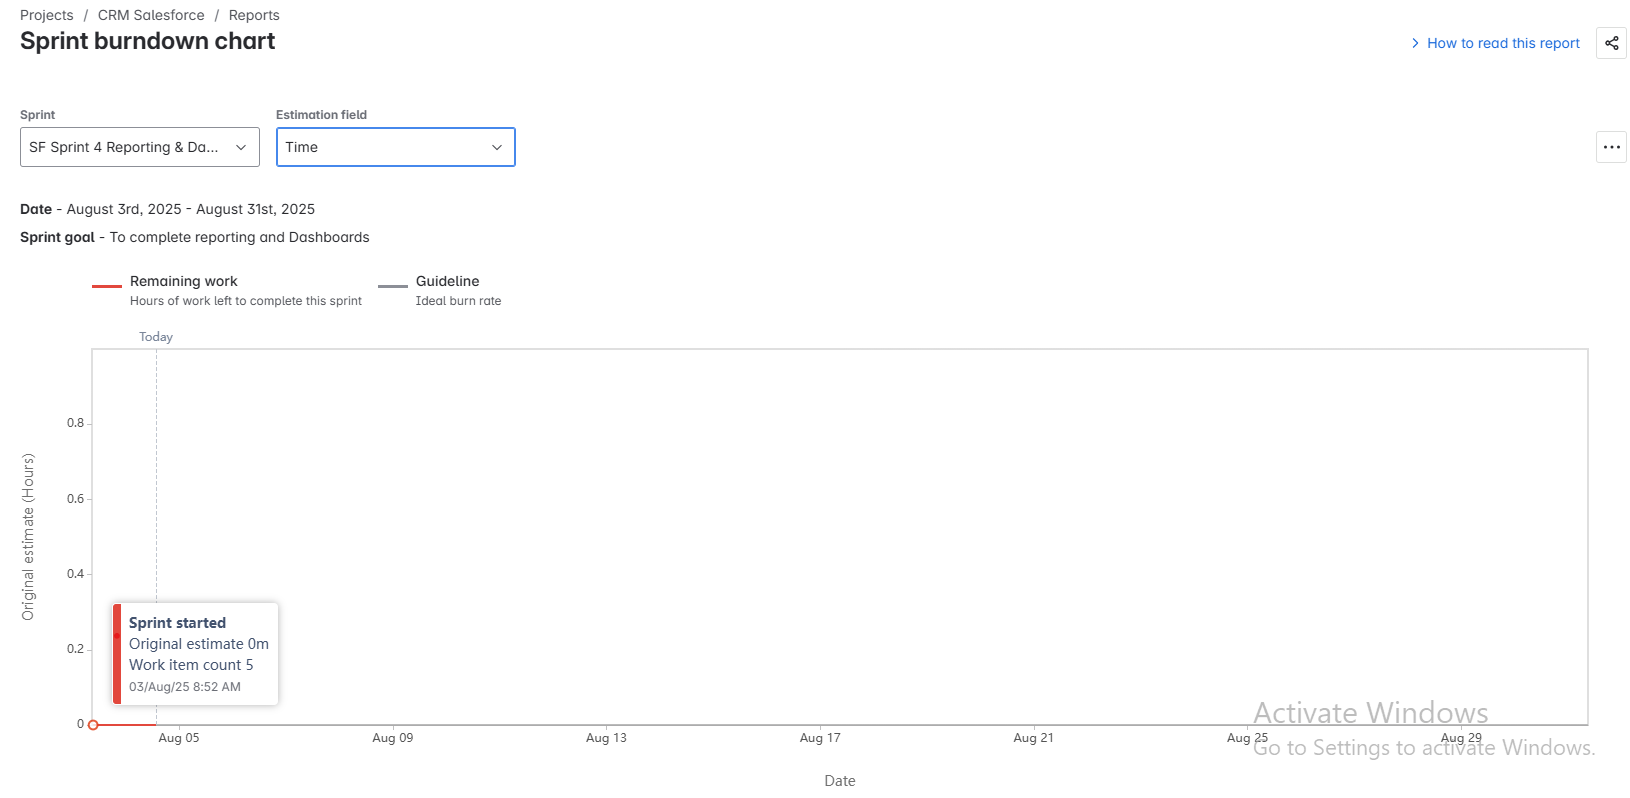 Projects / CRM Salesforce / Reports
Sprint burndown chart
How to read this report
Sprint
Estimation field
SF Sprint 4 Reporting & Da...
Time
Date - August 3rd, 2025 - August 31st, 2025
Sprint goal - To complete reporting and Dashboards
Remaining work
Hours of work left to complete this sprint
Guideline
Ideal burn rate
Today
Original estimate (Hours)
0.8
0.6
0.4
0.2
0
Sprint started
Original estimate 0m
Work item count 5
03/Aug/25 8:52 AM
Aug 05 Aug 09 Aug 13 Aug 17 Aug 21 Aug 25 Aug 29
Date
Activate Windows
Go to Settings to activate Windows.